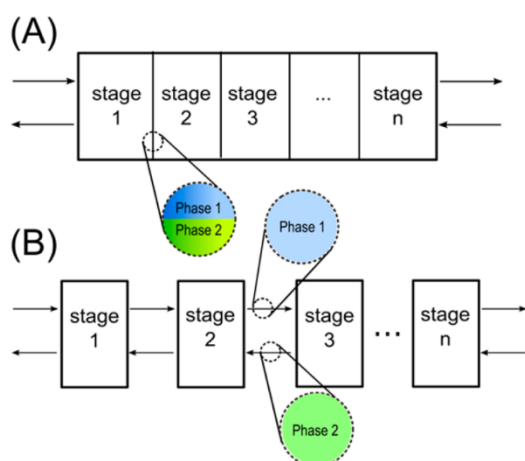 (A)
stage
1
stage
2
stage
3
...
stage
n
Phase 1
Phase 2
Phase 1
(B)
stage
1
stage
2
stage
3
...
stage
n
Phase 2